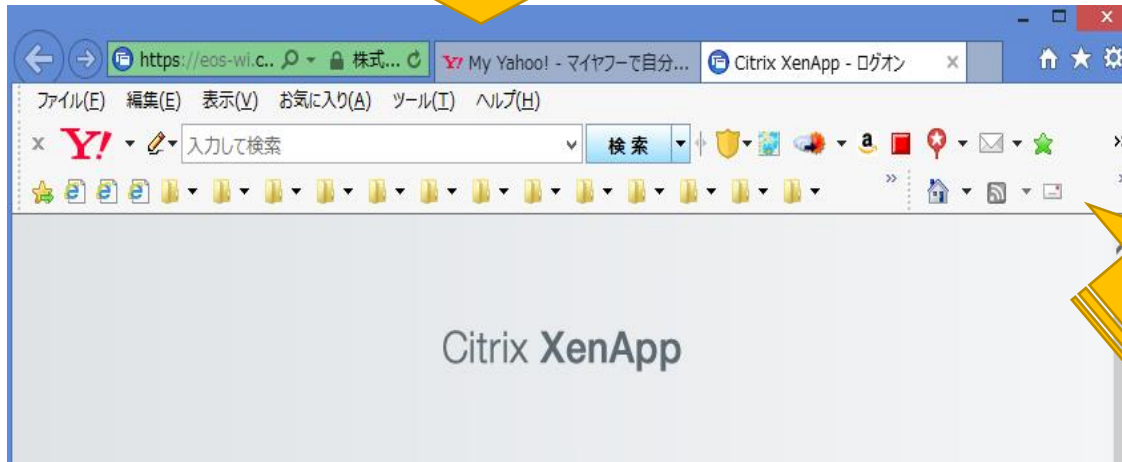 https://eos-wi.c.. 株式... My Yahoo! - マイヤフーで自分... Citrix XenApp - ログオン
ファイル(F) 編集(E) 表示(V) お気に入り(A) ツール(T) ヘルプ(H)
Y! 入力して検索 検索 a
Citrix XenApp